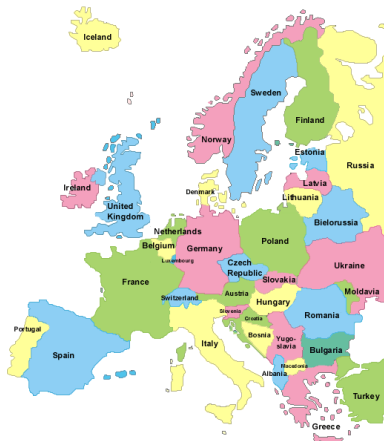 Iceland
Sweden
Finland
Norway
Estonia
Russia
Latvia
Ireland
Denmark
Lithuania
United
Kingdom
Bielorussia
Netherlands
Belgium
Germany
Poland
Luxembourg
Czech
Republic
Ukraine
France
Slovakia
Austria
Moldavia
Switzerland
Hungary
Slovenia
Romania
Croatia
Portugal
Bosnia
Yugo-
slavia
Italy
Spain
Bulgaria
Macedonia
Albania
Turkey
Greece